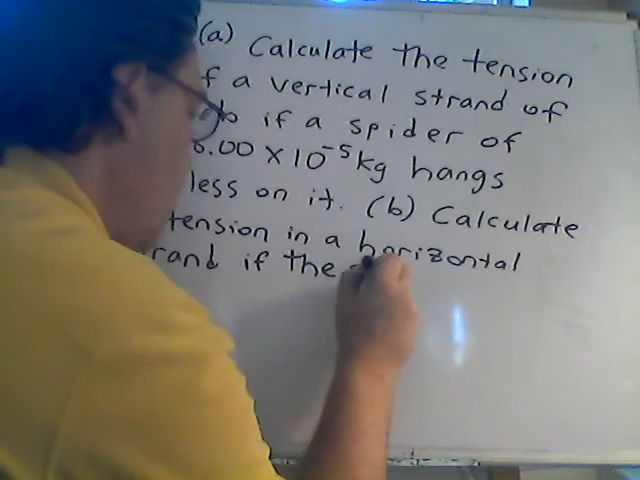 (a) Calculate the tension
f a vertical strand of
b if a spider of
.00 X 10⁻⁵ kg hangs
less on it. (b) Calculate
tension in a horizontal
rand if the